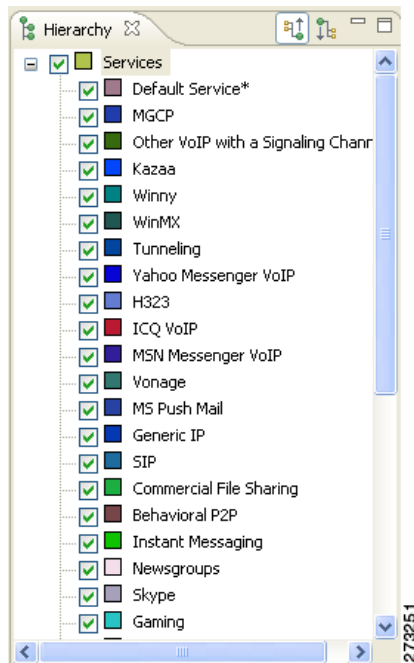 Hierarchy
Services
Default Service*
MGCP
Other VoIP with a Signaling Chanr
Kazaa
Winny
WinMX
Tunneling
Yahoo Messenger VoIP
H323
ICQ VoIP
MSN Messenger VoIP
Vonage
MS Push Mail
Generic IP
SIP
Commercial File Sharing
Behavioral P2P
Instant Messaging
Newsgroups
Skype
Gaming
273251